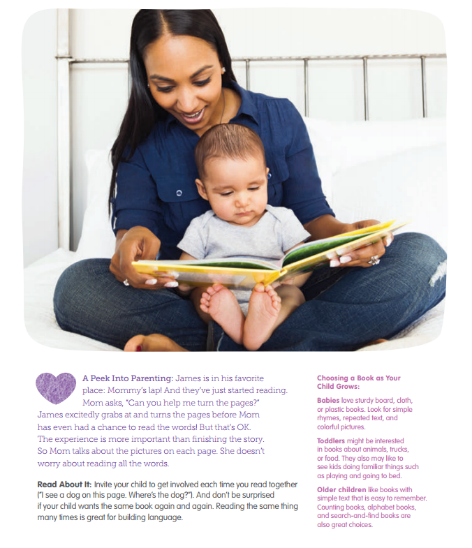 A Peek Into Parenting: James is in his favorite
place: Mommy's lap! And they've just started reading.
Mom asks, "Can you help me turn the pages?"
James excitedly grabs at and turns the pages before Mom
has even had a chance to read the words! But that's OK.
The experience is more important than finishing the story.
So Mom talks about the pictures on each page. She doesn't
worry about reading all the words.
Read About It: Invite your child to get involved each time you read together
("I see a dog on this page. Where's the dog?"). And don't be surprised
if your child wants the same book again and again. Reading the same thing
many times is great for building language.
Choosing a Book as Your
Child Grows:
Babies love sturdy board, cloth,
or plastic books. Look for simple
rhymes, repeated text, and
colorful pictures.
Toddlers might be interested
in books about animals, trucks,
or food. They also may like to
see kids doing familiar things such
as playing and going to bed.
Older children like books with
simple text that is easy to remember.
Counting books, alphabet books,
and search-and-find books are
also great choices.